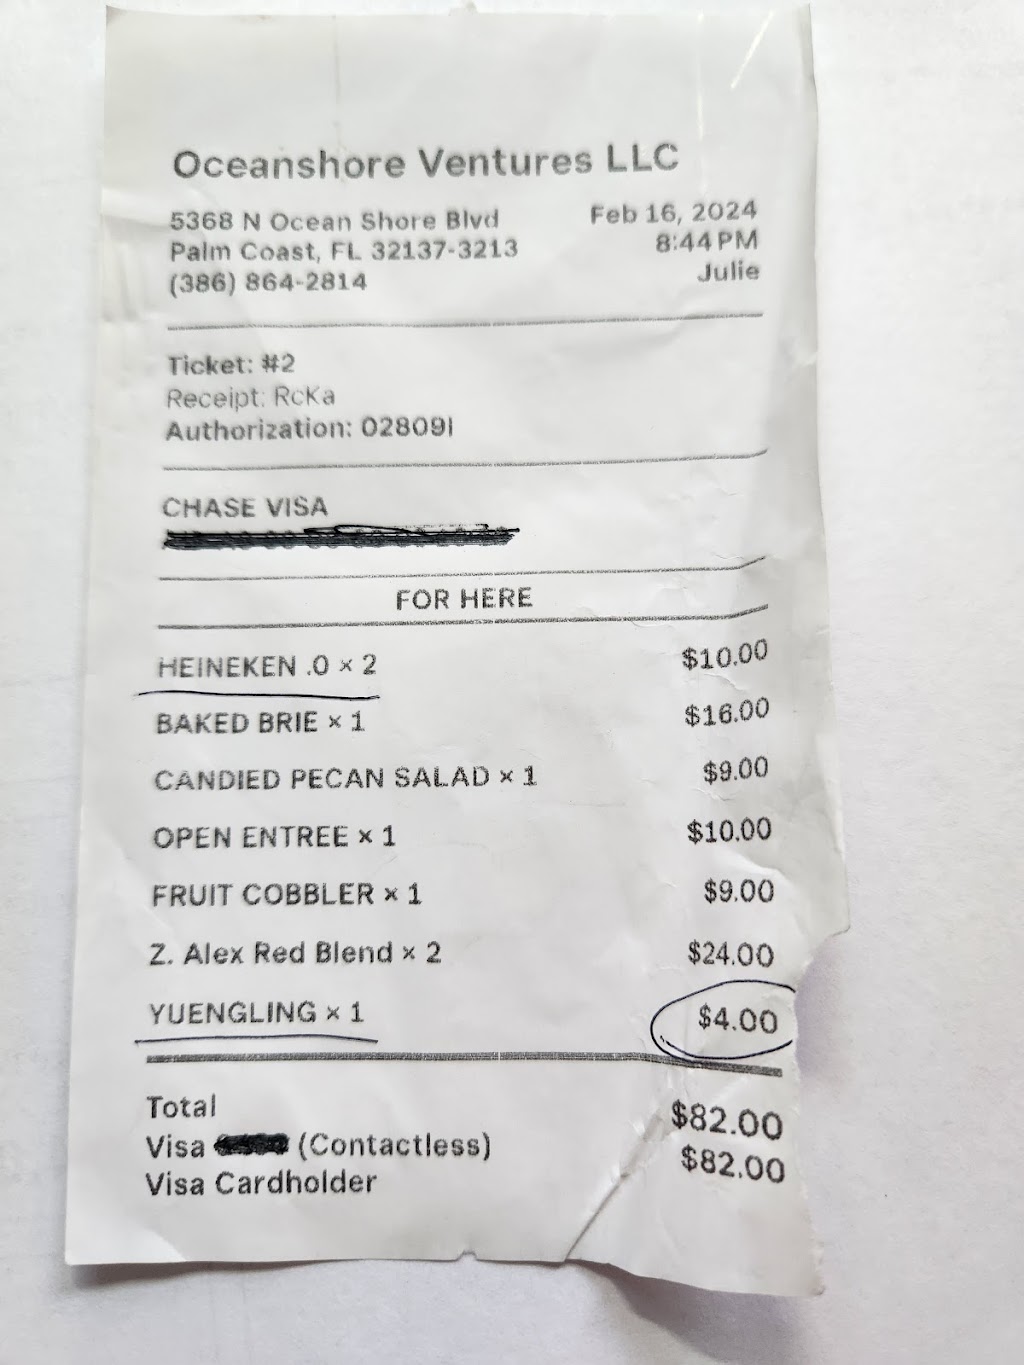 Oceanshore Ventures LLC
5368 N Ocean Shore Blvd
Palm Coast, FL 32137-3213
(386) 864-2814
Feb 16, 2024
8:44 PM
Julie
Ticket: #2
Receipt: RcKa
Authorization: 02809I
CHASE VISA
FOR HERE
HEINEKEN .0 × 2 $10.00
BAKED BRIE × 1 $16.00
CANDIED PECAN SALAD × 1 $9.00
OPEN ENTREE × 1 $10.00
FRUIT COBBLER × 1 $9.00
Z. Alex Red Blend × 2 $24.00
YUENGLING × 1 $4.00
Total $82.00
Visa (Contactless) $82.00
Visa Cardholder